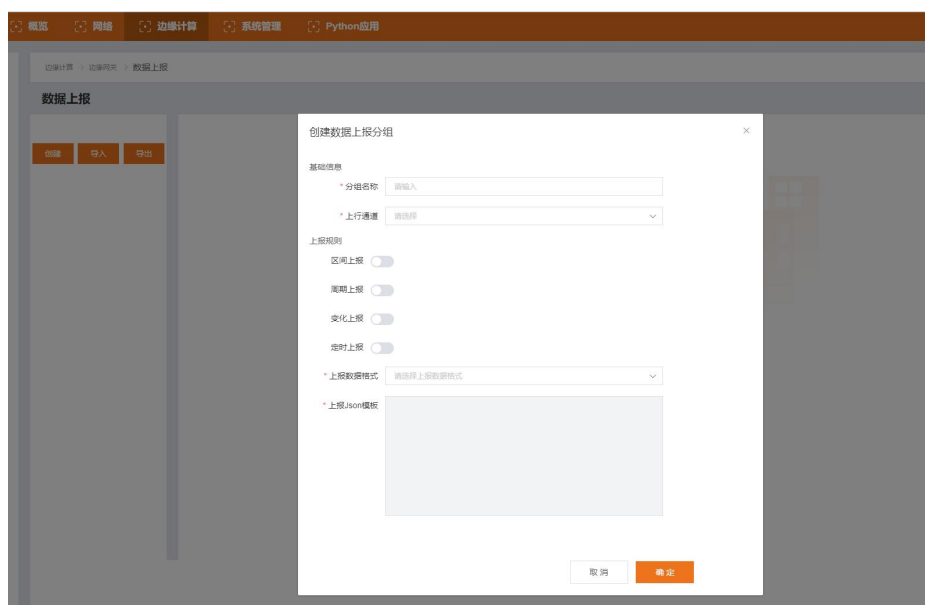 概览 网络 边缘计算 系统管理 Python应用
边缘计算 > 边缘网关 > 数据上报
数据上报
创建 导入 导出
创建数据上报分组 ×
基础信息
* 分组名称 请输入
* 上行通道 请选择
上报规则
区间上报
周期上报
变化上报
定时上报
* 上报数据格式 请选择上报数据格式
* 上报Json模板
取消 确定